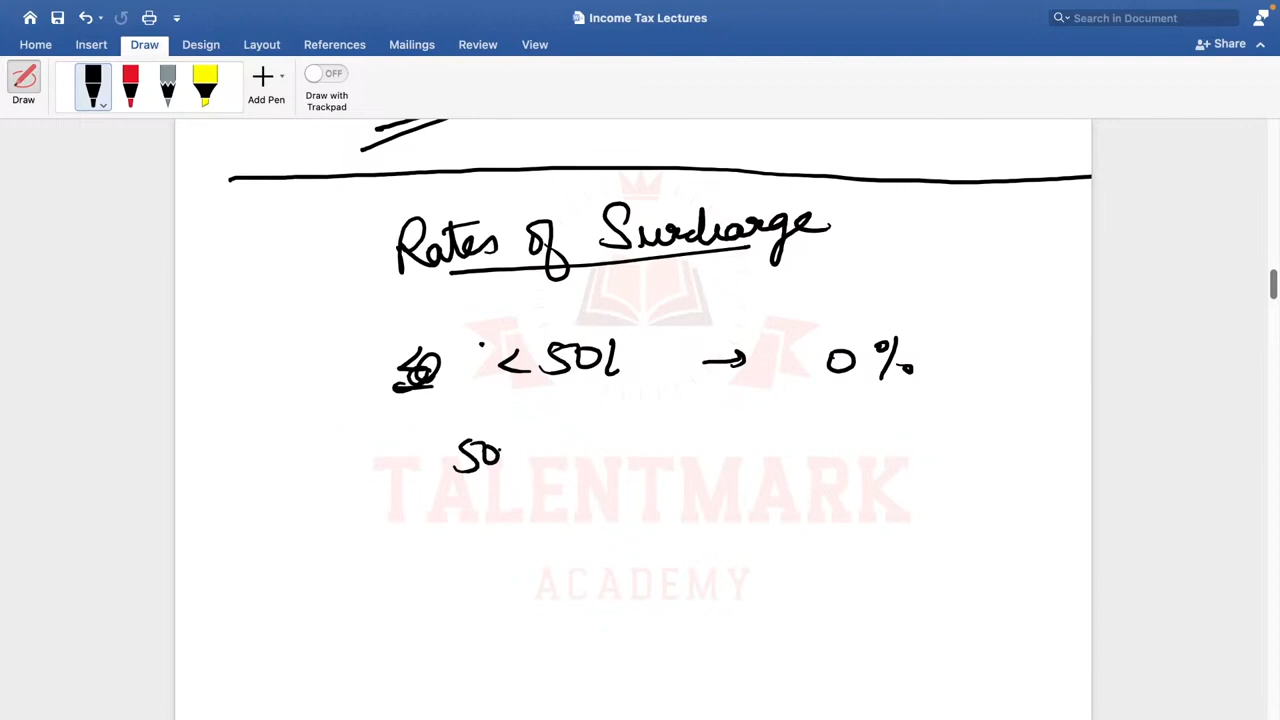 Income Tax Lectures
Search in Document
Home Insert Draw Design Layout References Mailings Review View
Share
Draw
Add Pen
OFF
Draw with
Trackpad
Rates of Surcharge
< 50l → 0 %
50
TALENTMARK
ACADEMY